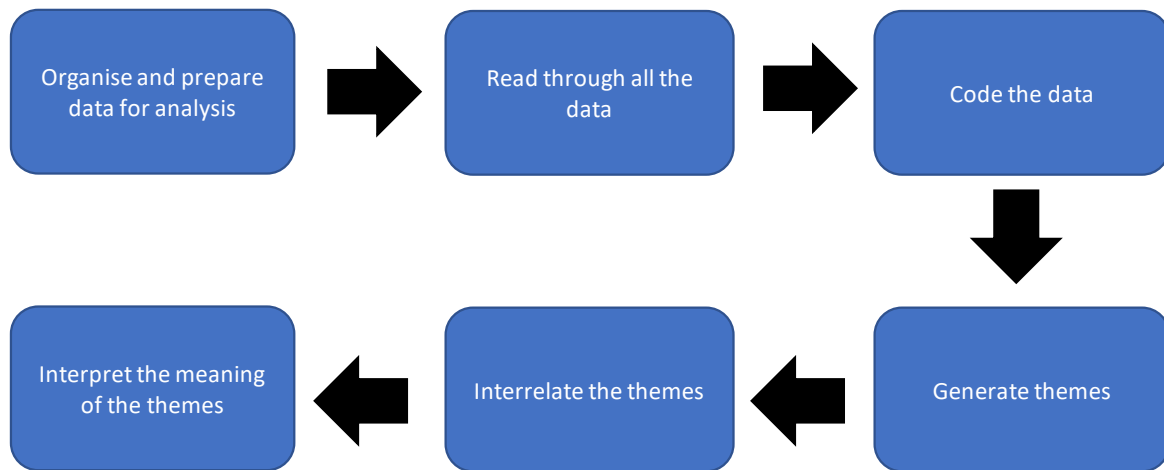 Organise and prepare
data for analysis
Read through all the
data
Code the data
Generate themes
Interrelate the themes
Interpret the meaning
of the themes